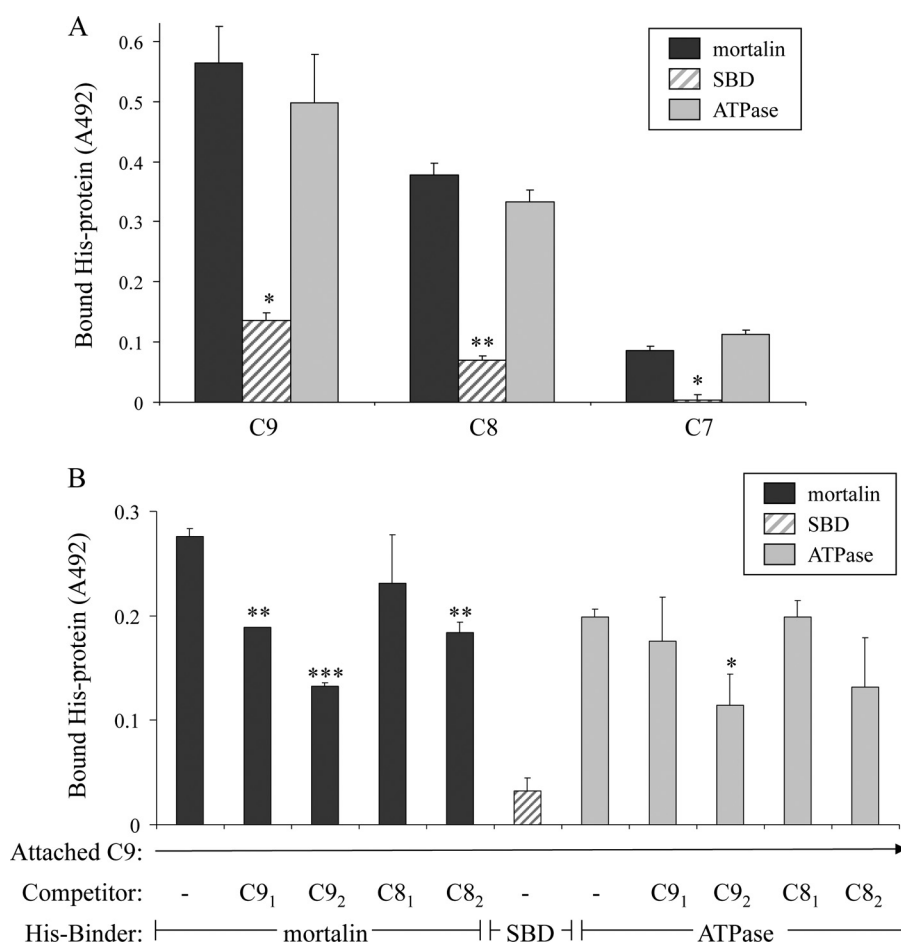 A
Bound His-protein (A492)
0.6
0.5
0.4
0.3
0.2
0.1
0
mortalin
SBD
ATPase
*
**
*
C9 C8 C7
B
Bound His-protein (A492)
0.3
0.2
0.1
0
mortalin
SBD
ATPase
**
***
**
*
Attached C9:
Competitor: - C9₁ C9₂ C8₁ C8₂ - - C9₁ C9₂ C8₁ C8₂
His-Binder: mortalin SBD ATPase